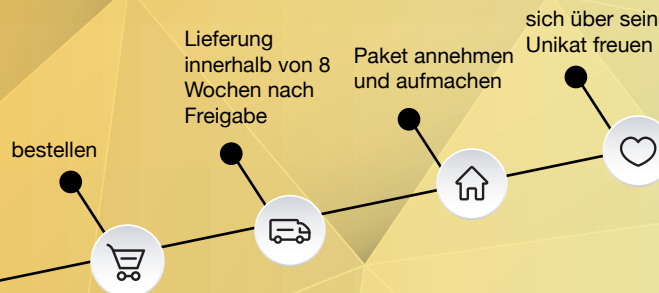 bestellen
Lieferung
innerhalb von 8
Wochen nach
Freigabe
Paket annehmen
und aufmachen
sich über sein
Unikat freuen